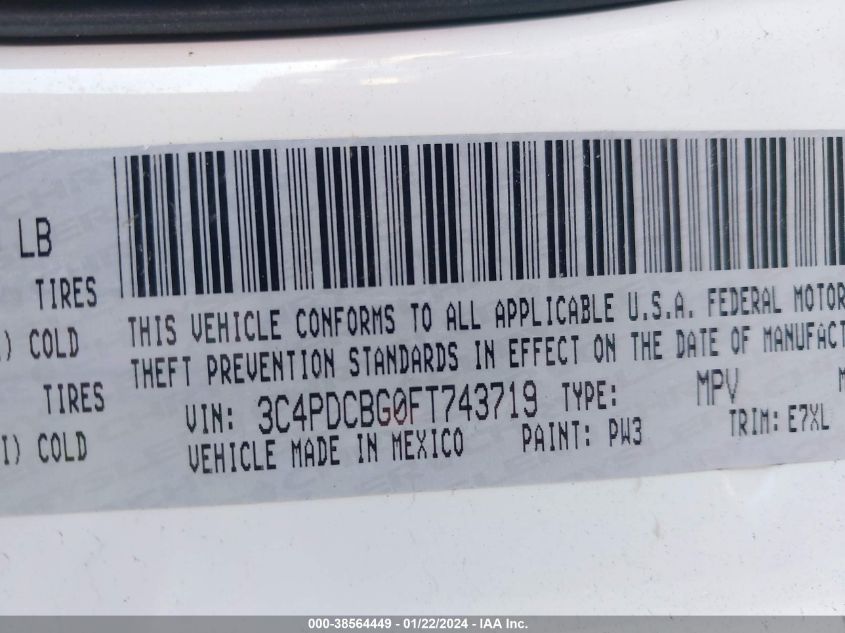 LB
TIRES
) COLD
TIRES
I) COLD
THIS VEHICLE CONFORMS TO ALL APPLICABLE U.S.A. FEDERAL MOTOR
THEFT PREVENTION STANDARDS IN EFFECT ON THE DATE OF MANUFACT
VIN: 3C4PDCBG0FT743719 TYPE: MPV
VEHICLE MADE IN MEXICO PAINT: PW3 TRIM: E7XL
000-38564449 - 01/22/2024 - IAA Inc.